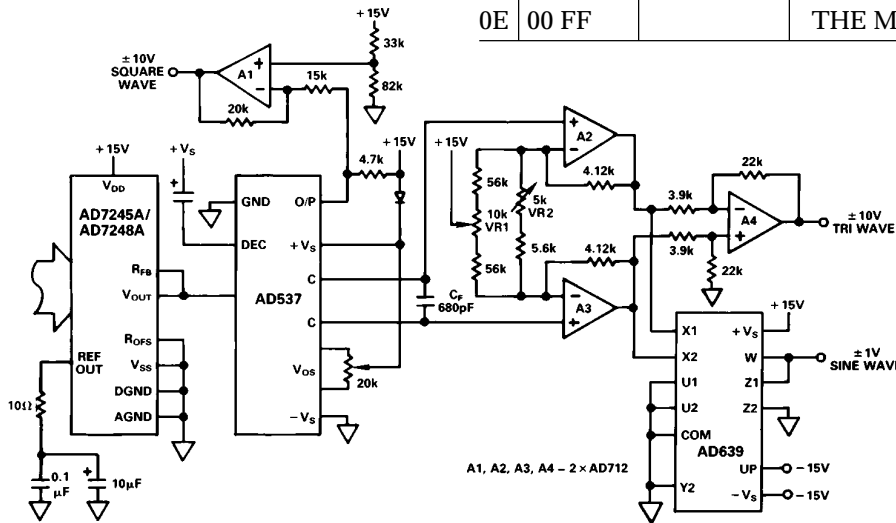 0E 00 FF THE M
+15V
33k
82k
±10V
SQUARE
WAVE
A1
+
−
15k
20k
+15V
VDD
AD7245A/
AD7248A
RFB
VOUT
ROFS
VSS
DGND
AGND
REF
OUT
10Ω
0.1
μF
+
10μF
+VS
+
GND
DEC
AD537
O/P
+VS
C
C
VOS
−VS
4.7k
+15V
CF
680pF
20k
+15V
56k
10k
VR1
56k
5k
VR2
5.6k
+
−
A2
4.12k
4.12k
−
+
A3
3.9k
3.9k
22k
−
+
A4
22k
±10V
TRI WAVE
+15V
X1
X2
U1
U2
COM
Y2
+VS
W
Z1
Z2
AD639
UP
−VS
±1V
SINE WAVE
−15V
−15V
A1, A2, A3, A4 – 2 × AD712